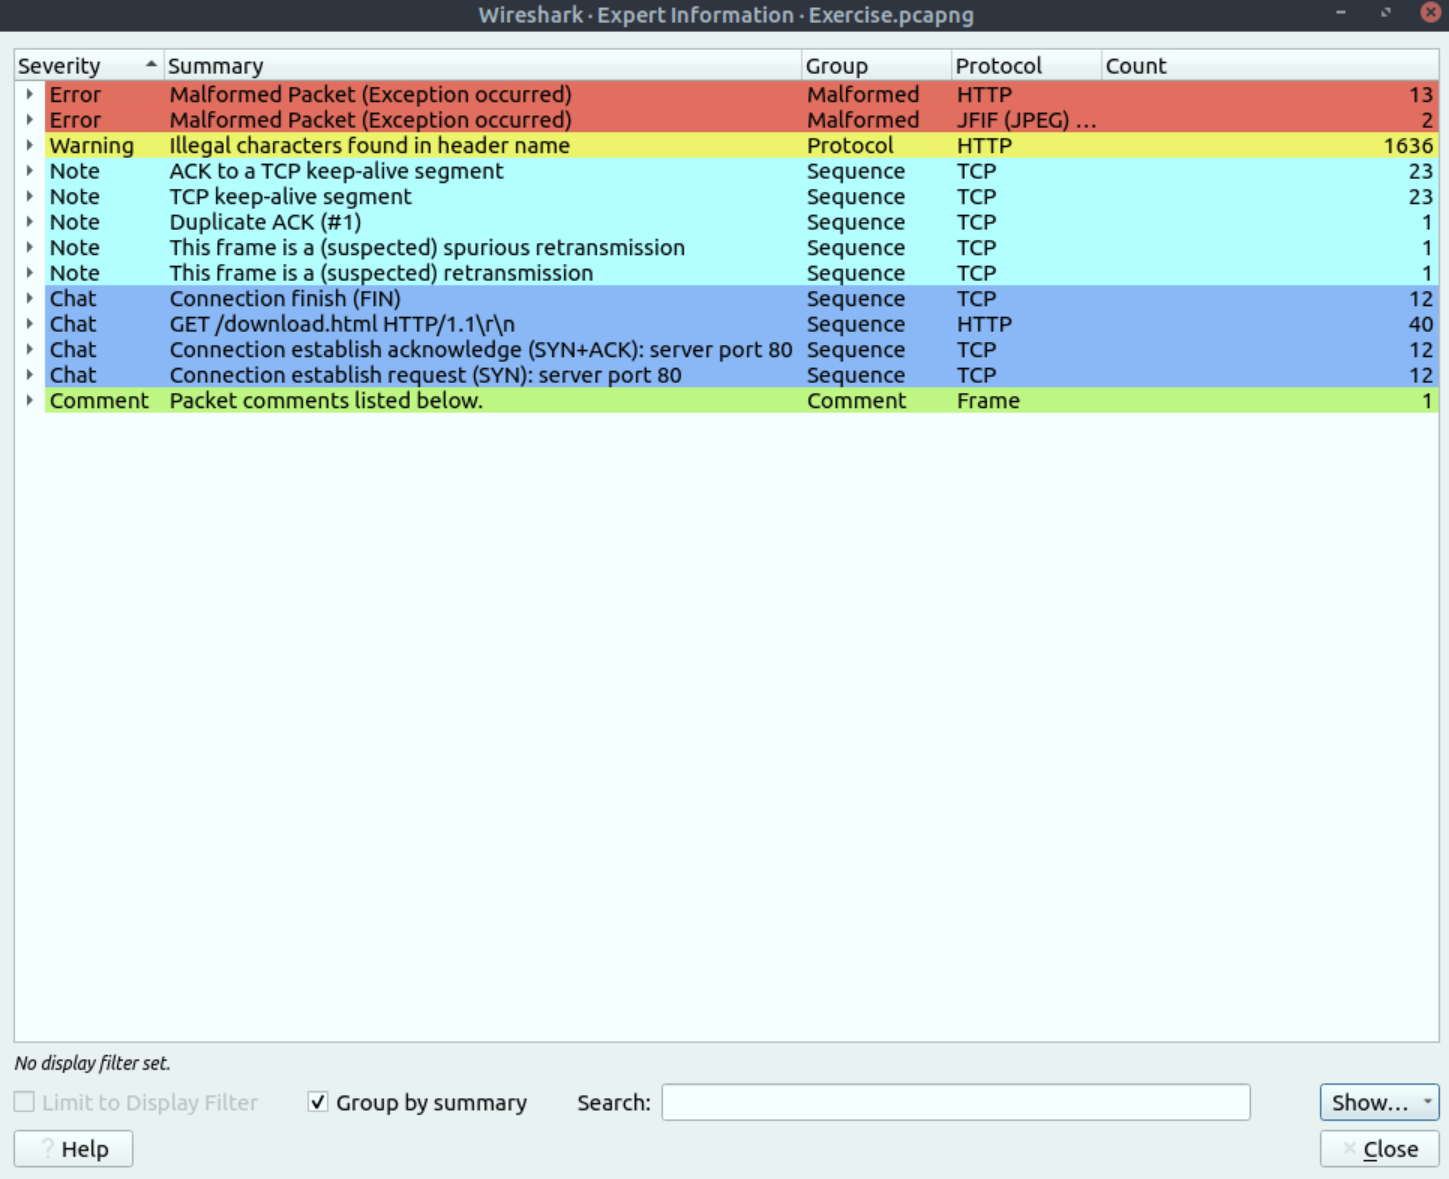 Wireshark · Expert Information · Exercise.pcapng
Severity Summary Group Protocol Count
Error Malformed Packet (Exception occurred) Malformed HTTP 13
Error Malformed Packet (Exception occurred) Malformed JFIF (JPEG) ... 2
Warning Illegal characters found in header name Protocol HTTP 1636
Note ACK to a TCP keep-alive segment Sequence TCP 23
Note TCP keep-alive segment Sequence TCP 23
Note Duplicate ACK (#1) Sequence TCP 1
Note This frame is a (suspected) spurious retransmission Sequence TCP 1
Note This frame is a (suspected) retransmission Sequence TCP 1
Chat Connection finish (FIN) Sequence TCP 12
Chat GET /download.html HTTP/1.1\r\n Sequence HTTP 40
Chat Connection establish acknowledge (SYN+ACK): server port 80 Sequence TCP 12
Chat Connection establish request (SYN): server port 80 Sequence TCP 12
Comment Packet comments listed below. Comment Frame 1
No display filter set.
Limit to Display Filter Group by summary Search: Show...
? Help Close